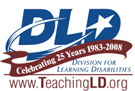 DLD
Celebrating 25 Years 1983-2008
DIVISION FOR
LEARNING DISABILITIES
www.TeachingLD.org